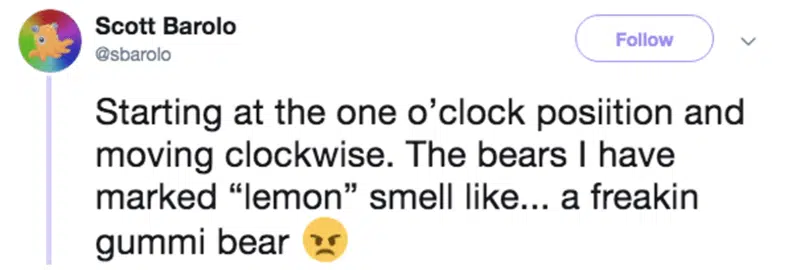 Scott Barolo
@sbarolo
Follow
Starting at the one o’clock posiition and
moving clockwise. The bears I have
marked “lemon” smell like... a freakin
gummi bear 😠